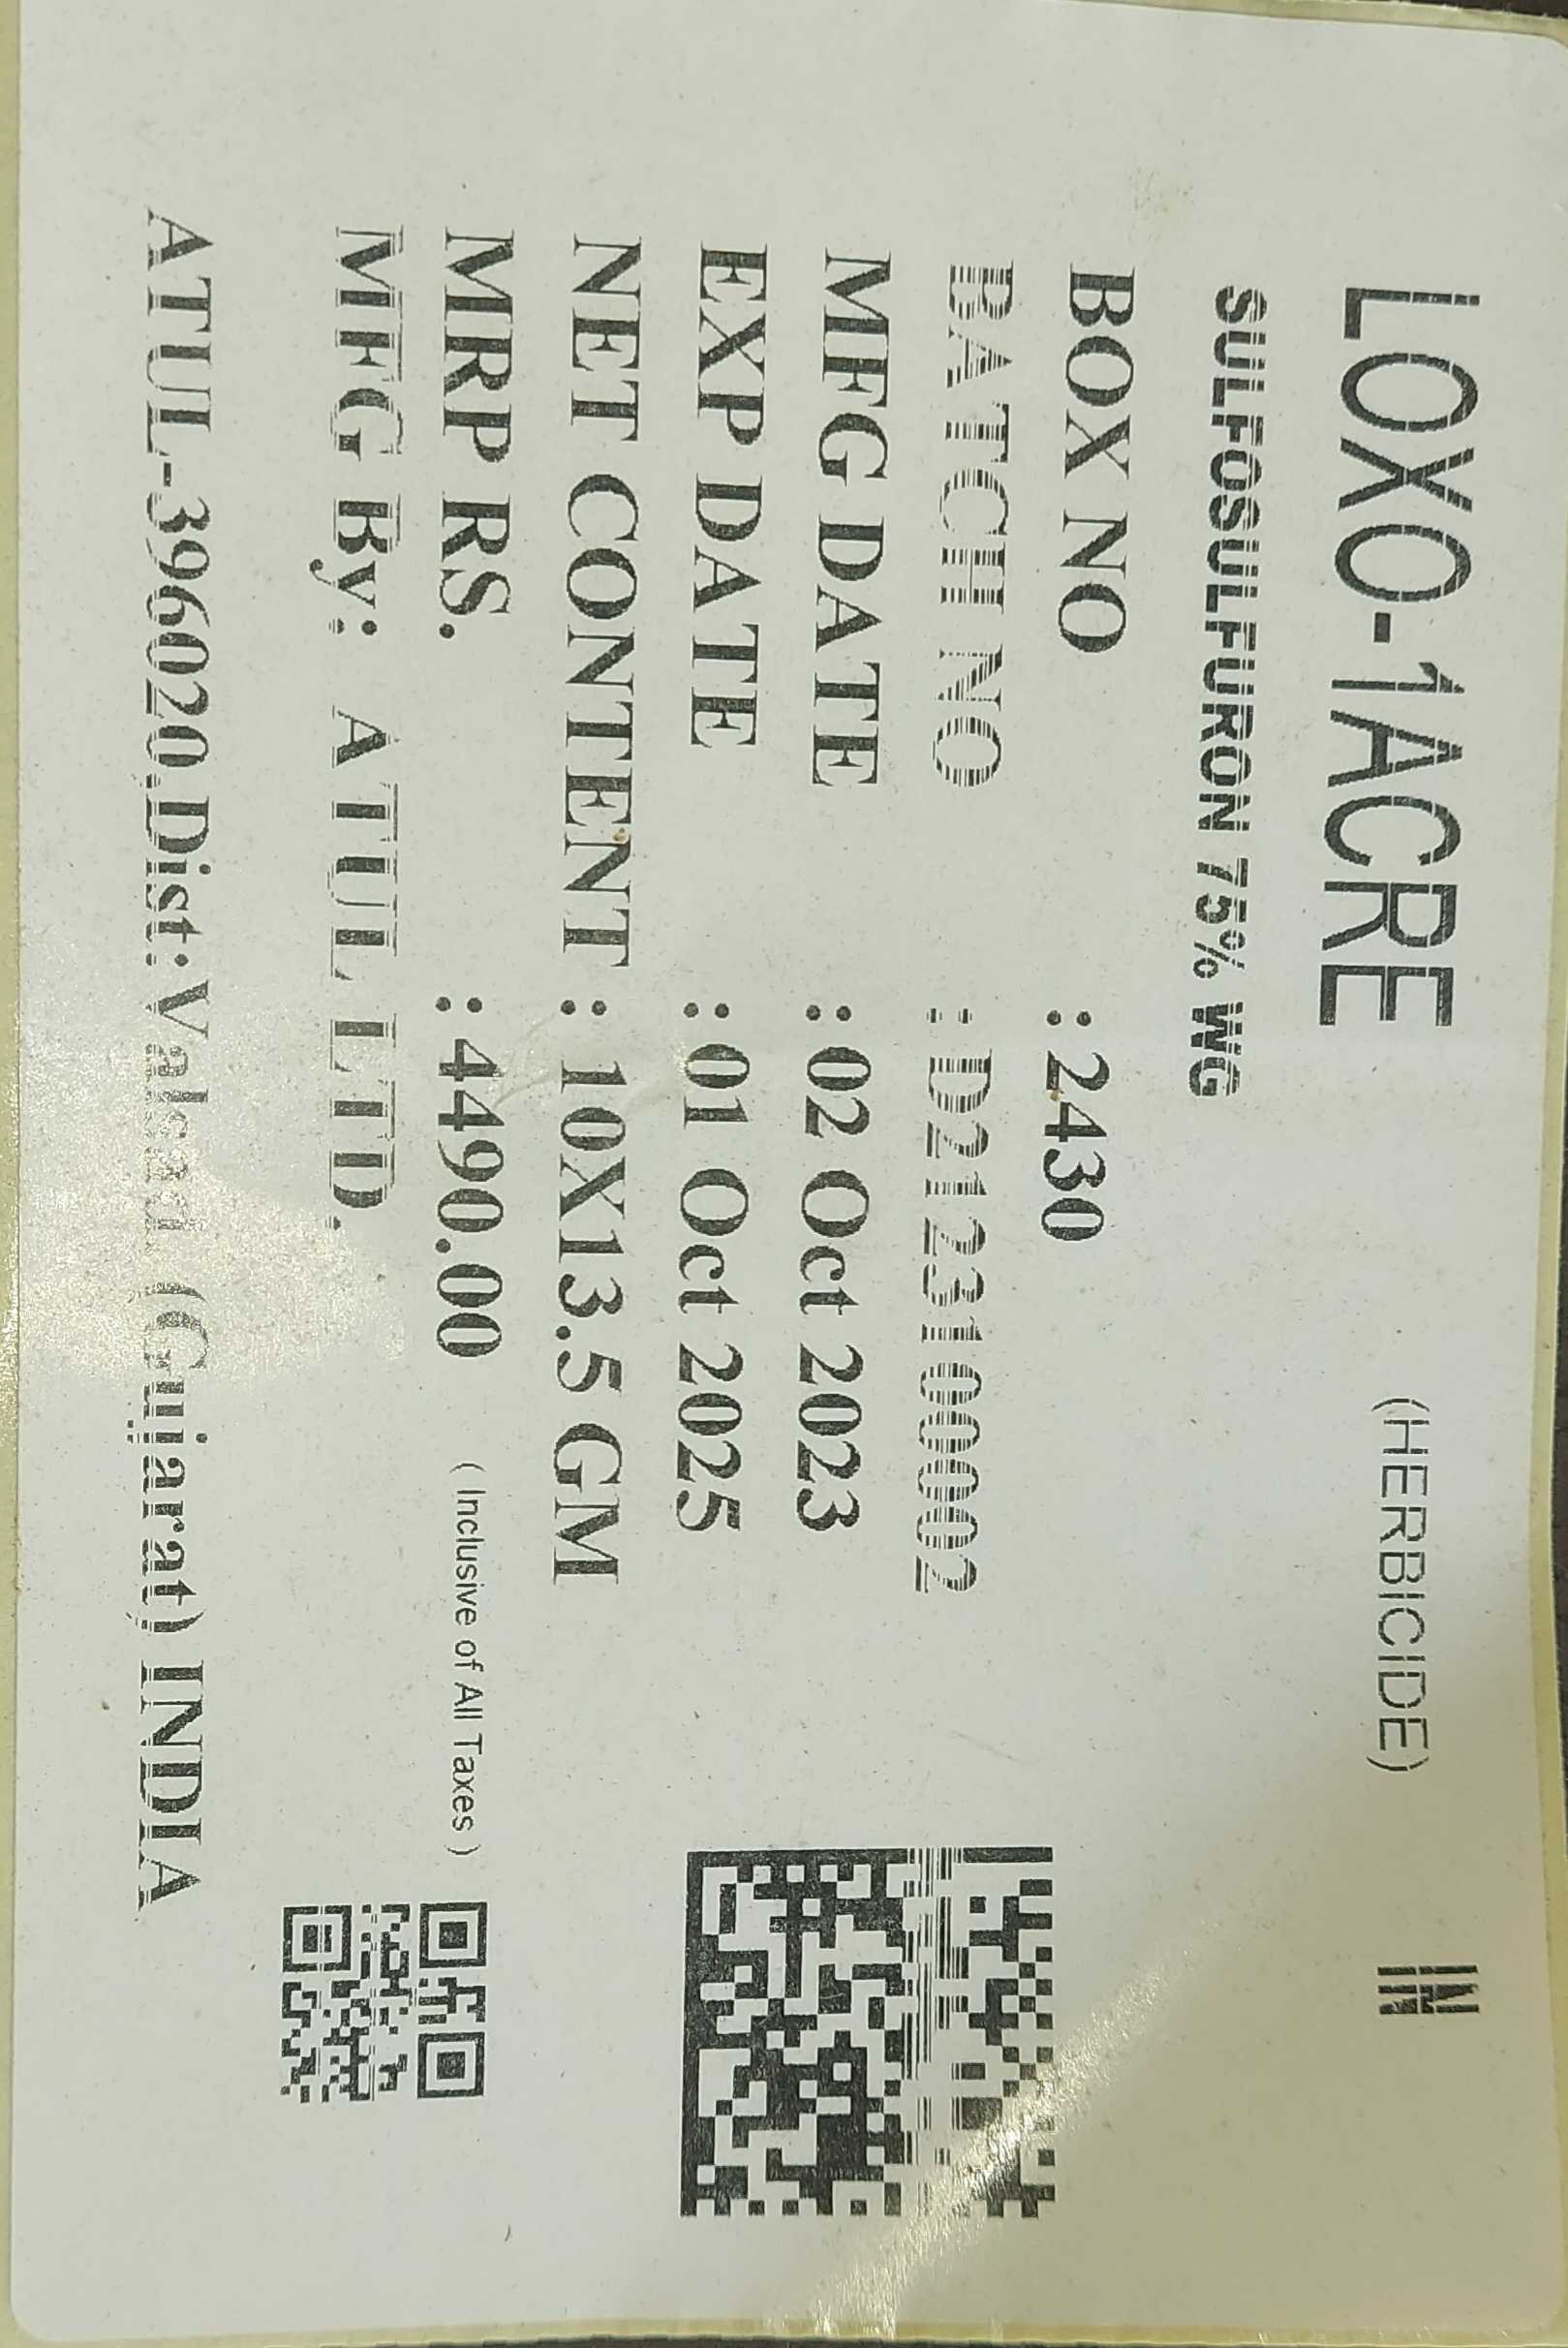 LOXO-1ACRE (HERBICIDE) IN
SULFOSULFURON 75% WG
BOX NO : 2430
BATCH NO : D212310002
MFG DATE : 02 Oct 2023
EXP DATE : 01 Oct 2025
NET CONTENT : 10X13.5 GM
MRP RS. : 4490.00 ( Inclusive of All Taxes )
MFG By: ATUL LTD.
ATUL-396020.Dist:Valsad (Gujarat) INDIA